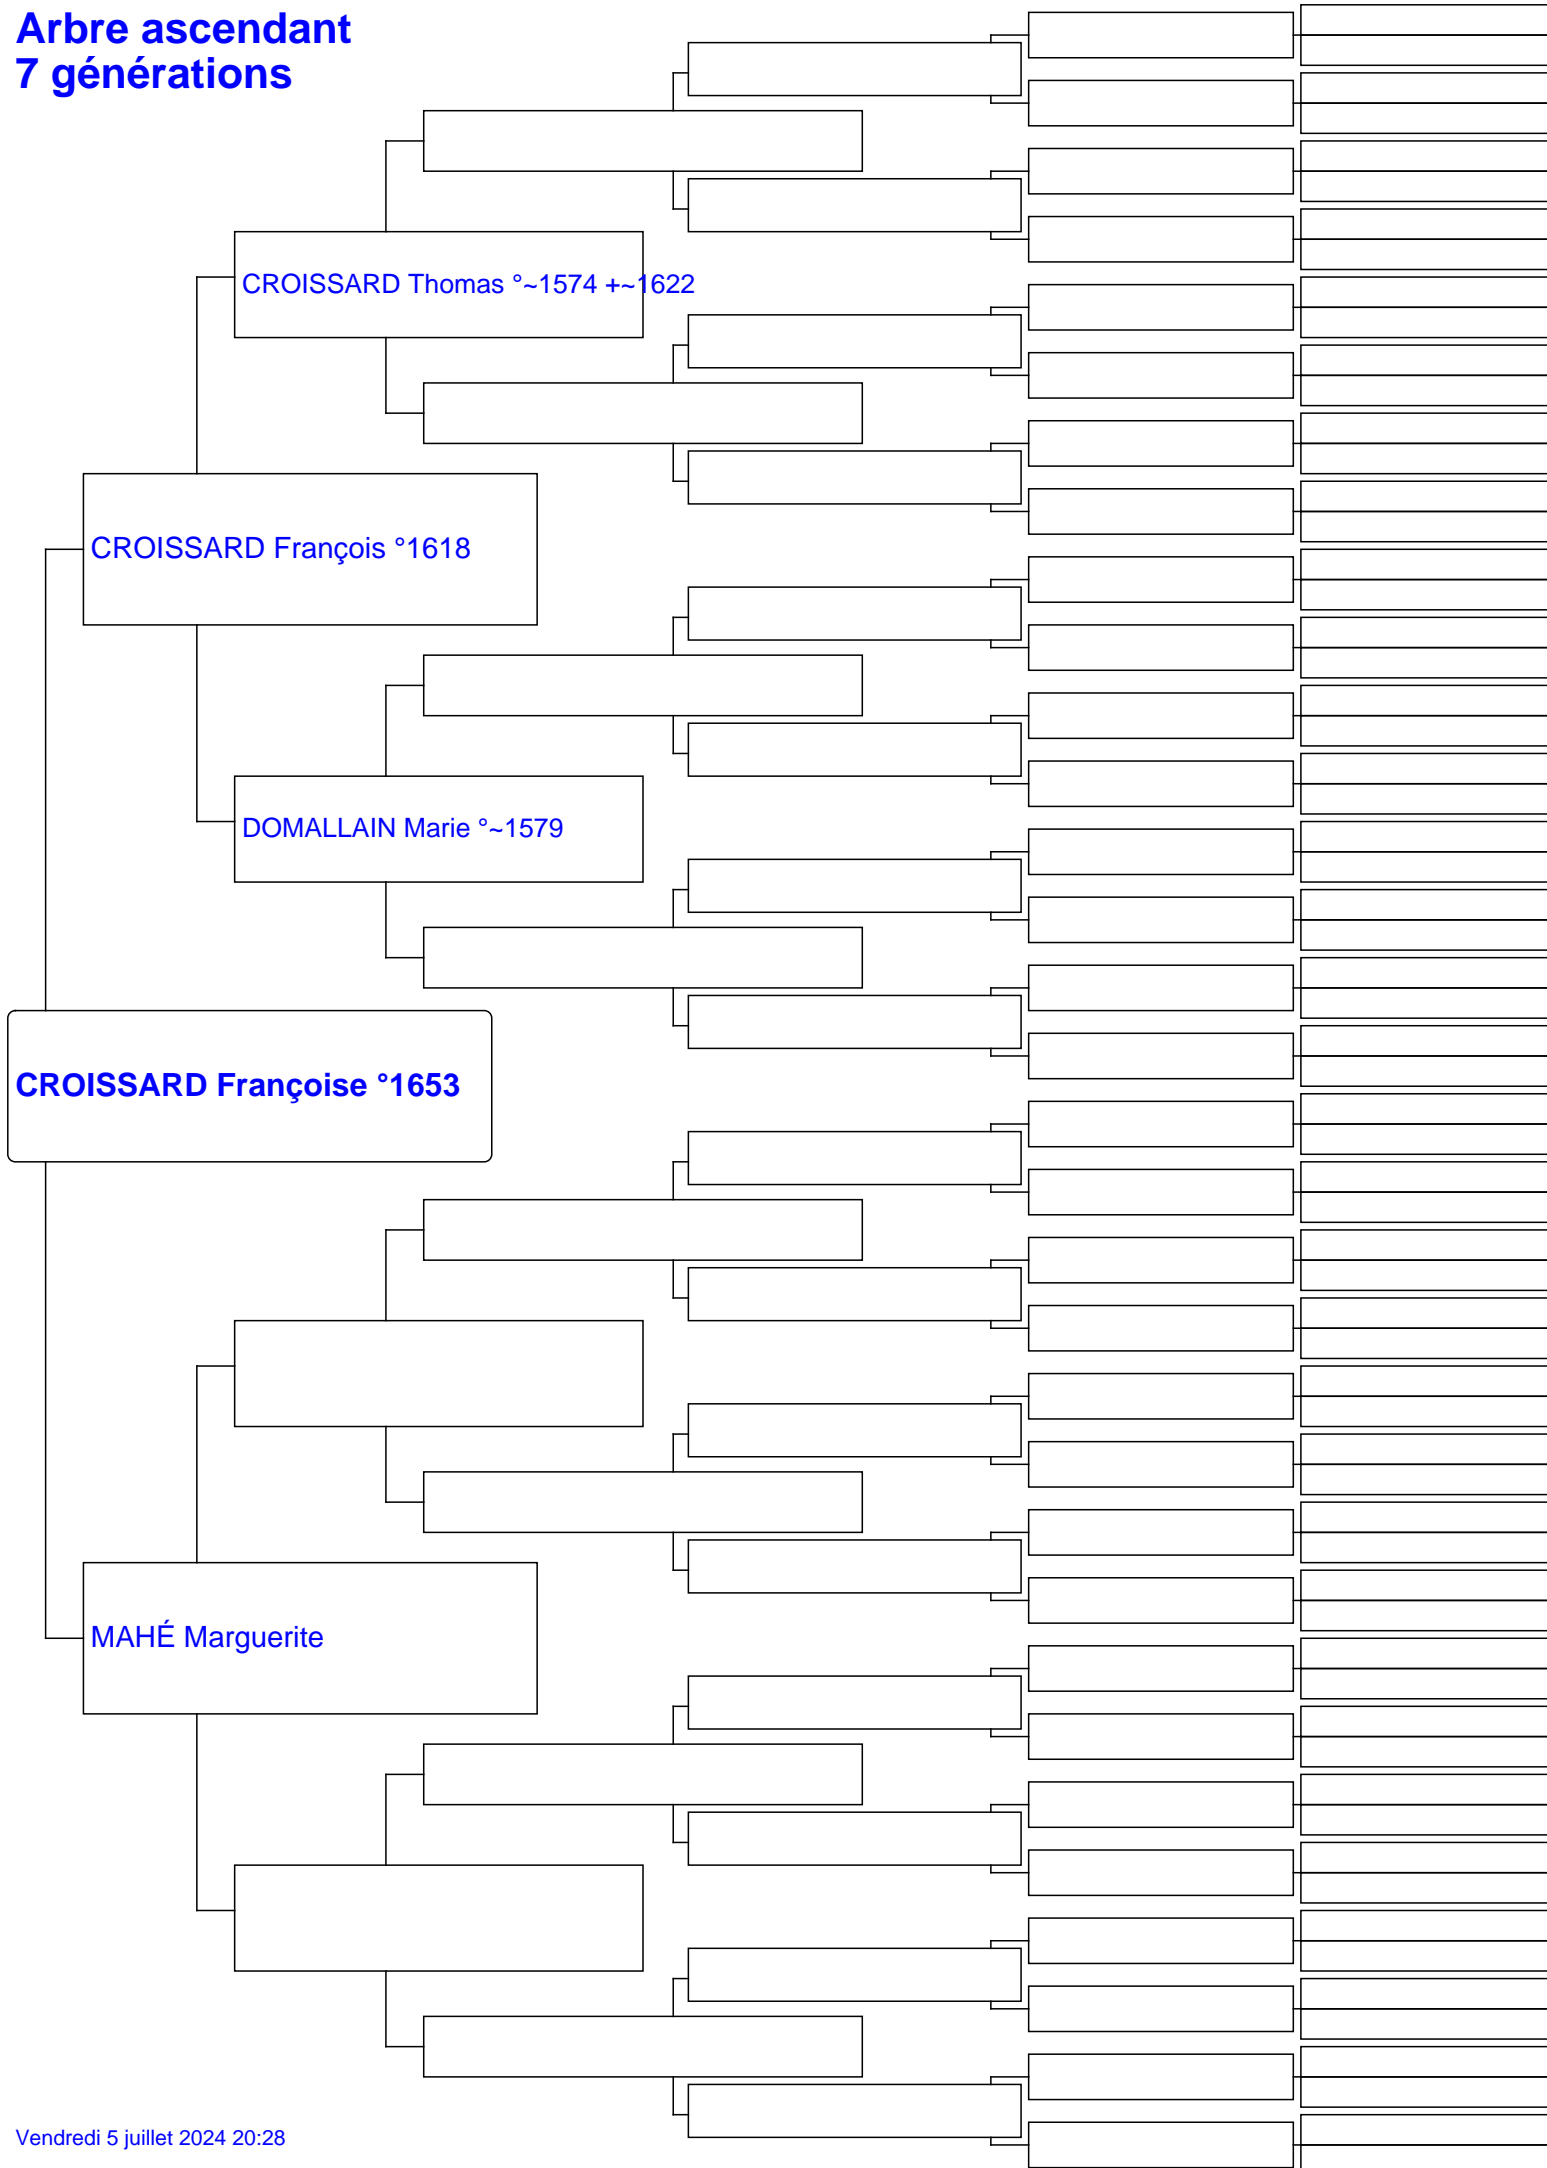 Arbre ascendant
7 générations
CROISSARD Thomas °~1574 +~1622
CROISSARD François °1618
DOMALLAIN Marie °~1579
CROISSARD Françoise °1653
MAHÉ Marguerite
Vendredi 5 juillet 2024 20:28